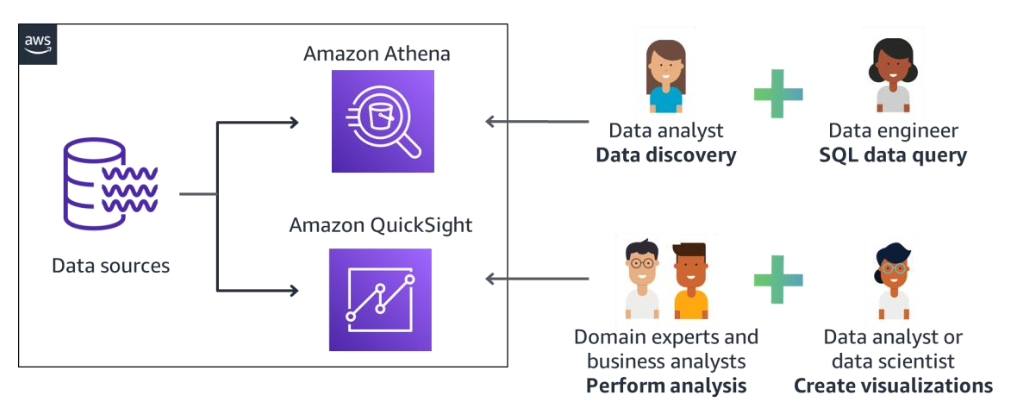 aws
Amazon Athena
Data sources
Amazon QuickSight
Data analyst
Data discovery
Data engineer
SQL data query
Domain experts and
business analysts
Perform analysis
Data analyst or
data scientist
Create visualizations